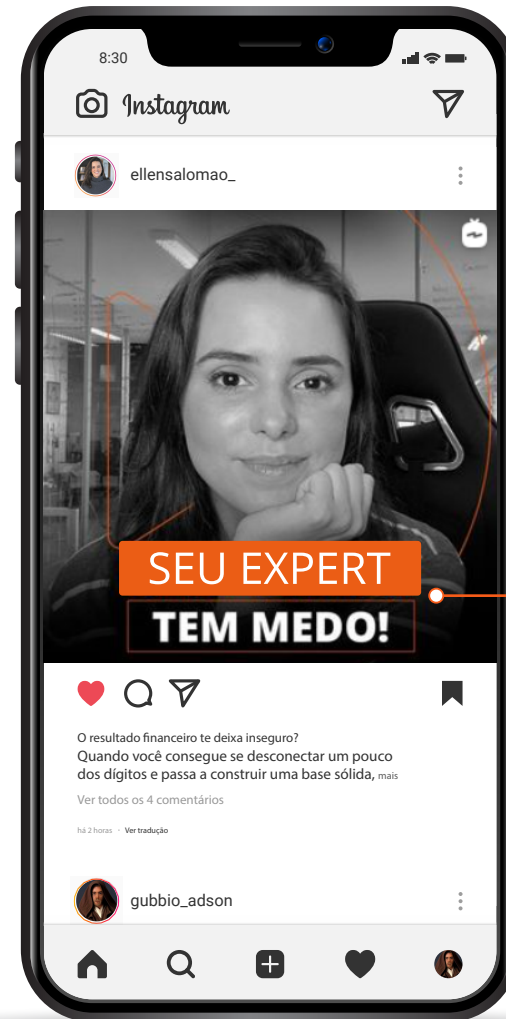 8:30
Instagram
ellensalomao_
SEU EXPERT
TEM MEDO!
O resultado financeiro te deixa inseguro?
Quando você consegue se desconectar um pouco
dos dígitos e passa a construir uma base sólida, mais
Ver todos os 4 comentários
há 2 horas · Ver tradução
gubbio_adson